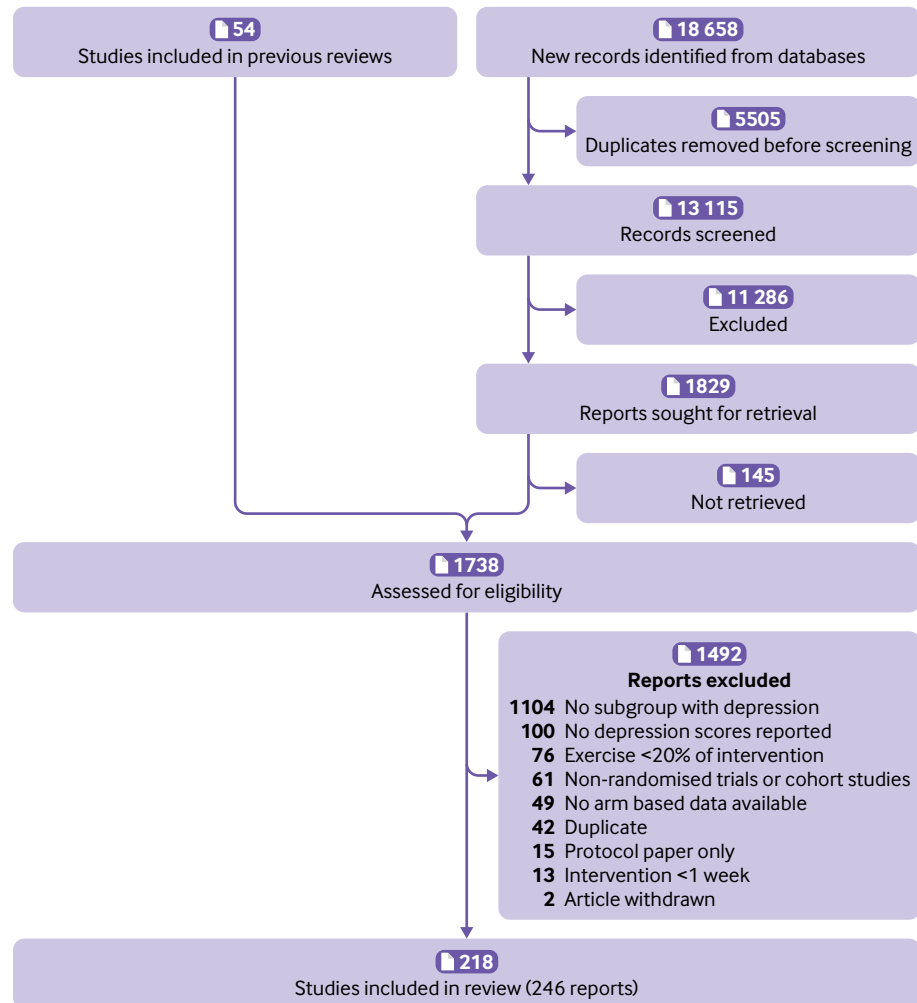 54
Studies included in previous reviews
18 658
New records identified from databases
5505
Duplicates removed before screening
13 115
Records screened
11 286
Excluded
1829
Reports sought for retrieval
145
Not retrieved
1738
Assessed for eligibility
1492
Reports excluded
1104 No subgroup with depression
100 No depression scores reported
76 Exercise <20% of intervention
61 Non-randomised trials or cohort studies
49 No arm based data available
42 Duplicate
15 Protocol paper only
13 Intervention <1 week
2 Article withdrawn
218
Studies included in review (246 reports)